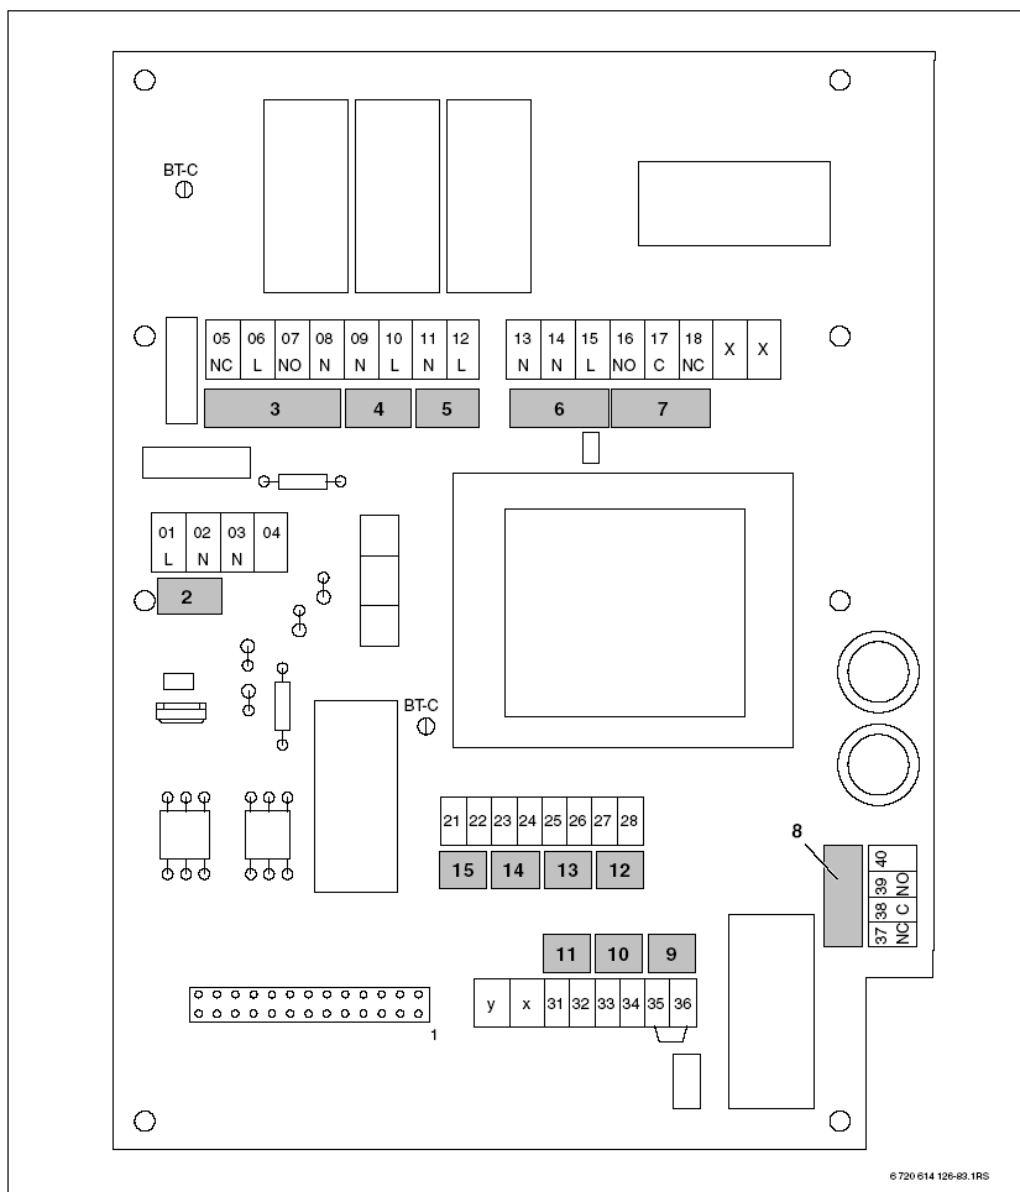 BT-C
05 06 07 08 09 10 11 12 13 14 15 16 17 18 X X
NC L NO N N L N L N N L NO C NC
3 4 5 6 7
01 02 03 04
L N N
2
BT-C
21 22 23 24 25 26 27 28
15 14 13 12
8
40
39 NO
38 C
37 NC
11 10 9
y x 31 32 33 34 35 36
1
6 720 614 126-83.1RS